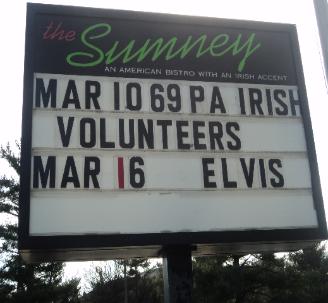 the
Sumney
AN AMERICAN BISTRO WITH AN IRISH ACCENT
MAR 10 69 PA IRISH
VOLUNTEERS
MAR 16 ELVIS